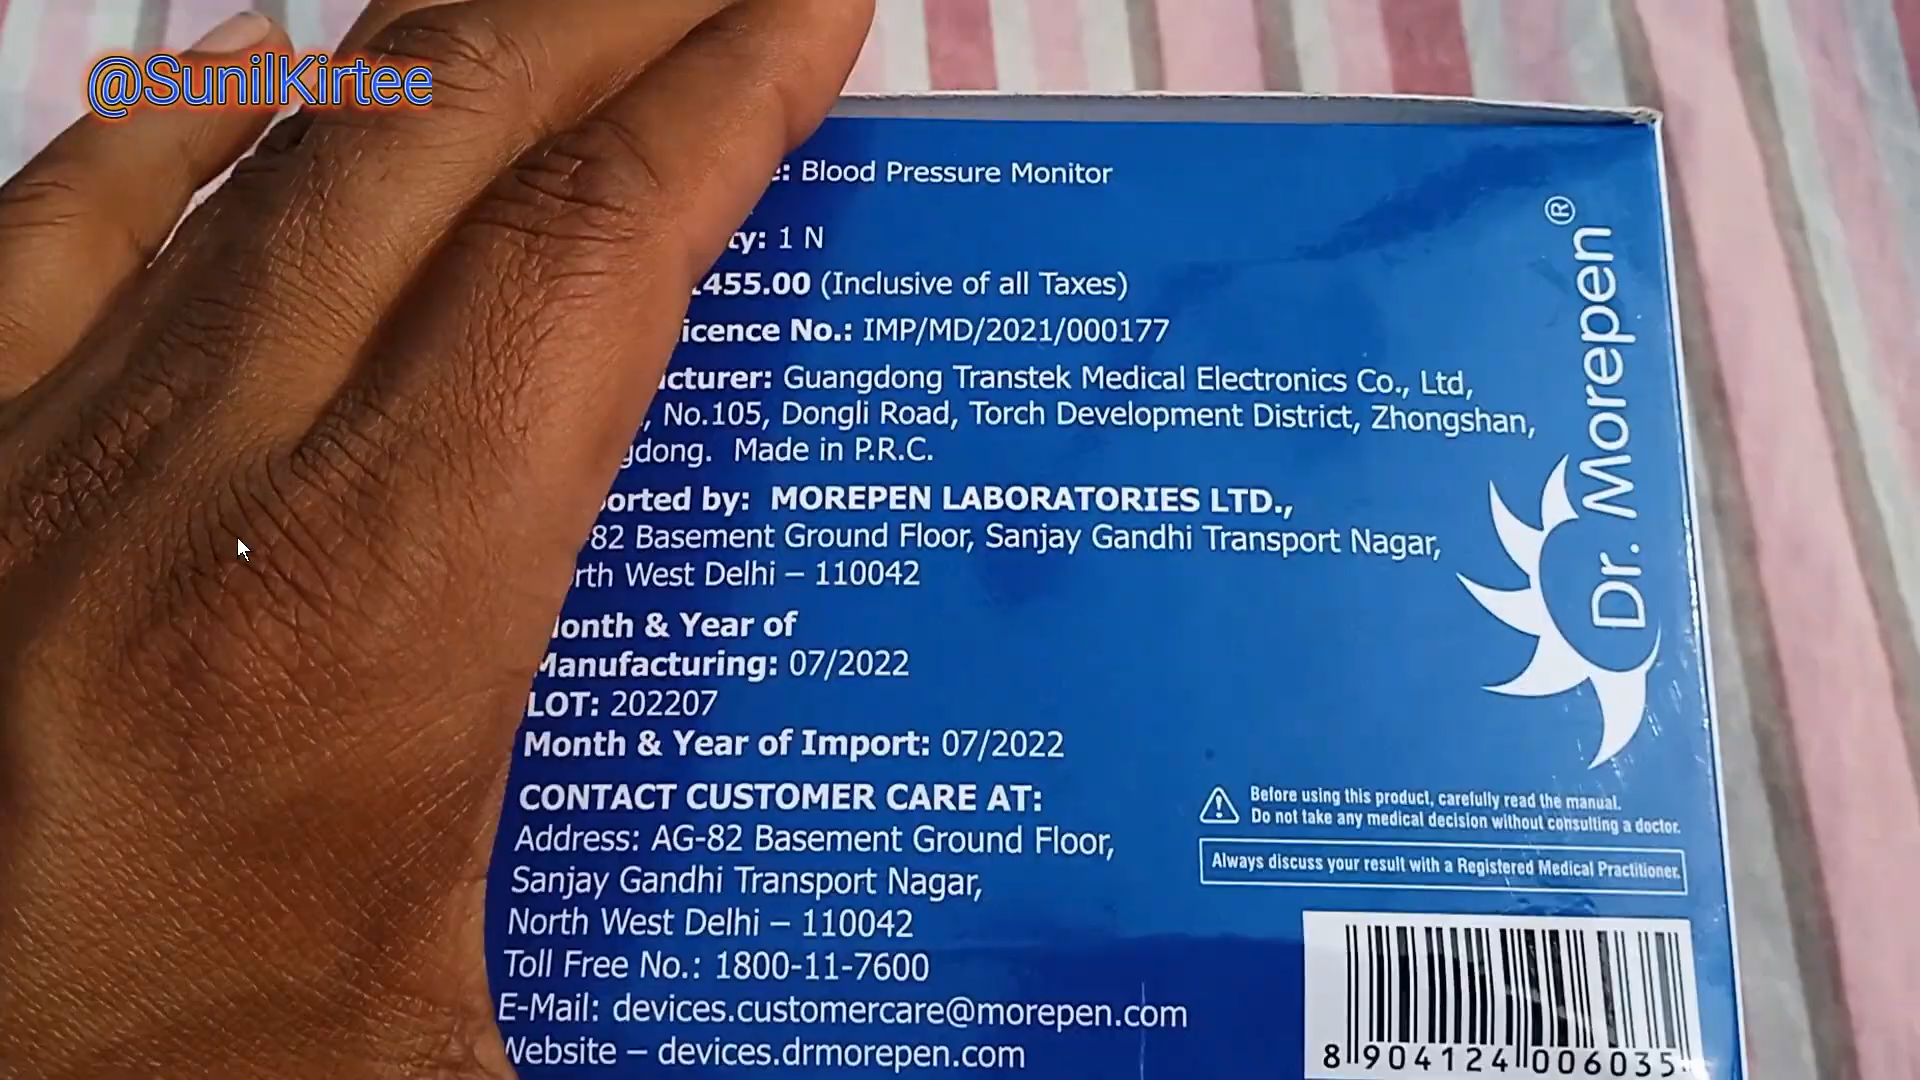 @SunilKirtee
e: Blood Pressure Monitor
ty: 1 N
455.00 (Inclusive of all Taxes)
icence No.: IMP/MD/2021/000177
cturer: Guangdong Transtek Medical Electronics Co., Ltd,
, No.105, Dongli Road, Torch Development District, Zhongshan,
gdong. Made in P.R.C.
orted by: MOREPEN LABORATORIES LTD.,
-82 Basement Ground Floor, Sanjay Gandhi Transport Nagar,
rth West Delhi – 110042
onth & Year of
Manufacturing: 07/2022
LOT: 202207
Month & Year of Import: 07/2022
CONTACT CUSTOMER CARE AT:
Address: AG-82 Basement Ground Floor,
Sanjay Gandhi Transport Nagar,
North West Delhi – 110042
Toll Free No.: 1800-11-7600
E-Mail: devices.customercare@morepen.com
Website – devices.drmorepen.com
Dr. Morepen®
Before using this product, carefully read the manual.
Do not take any medical decision without consulting a doctor.
Always discuss your result with a Registered Medical Practitioner.
8 904124 006035